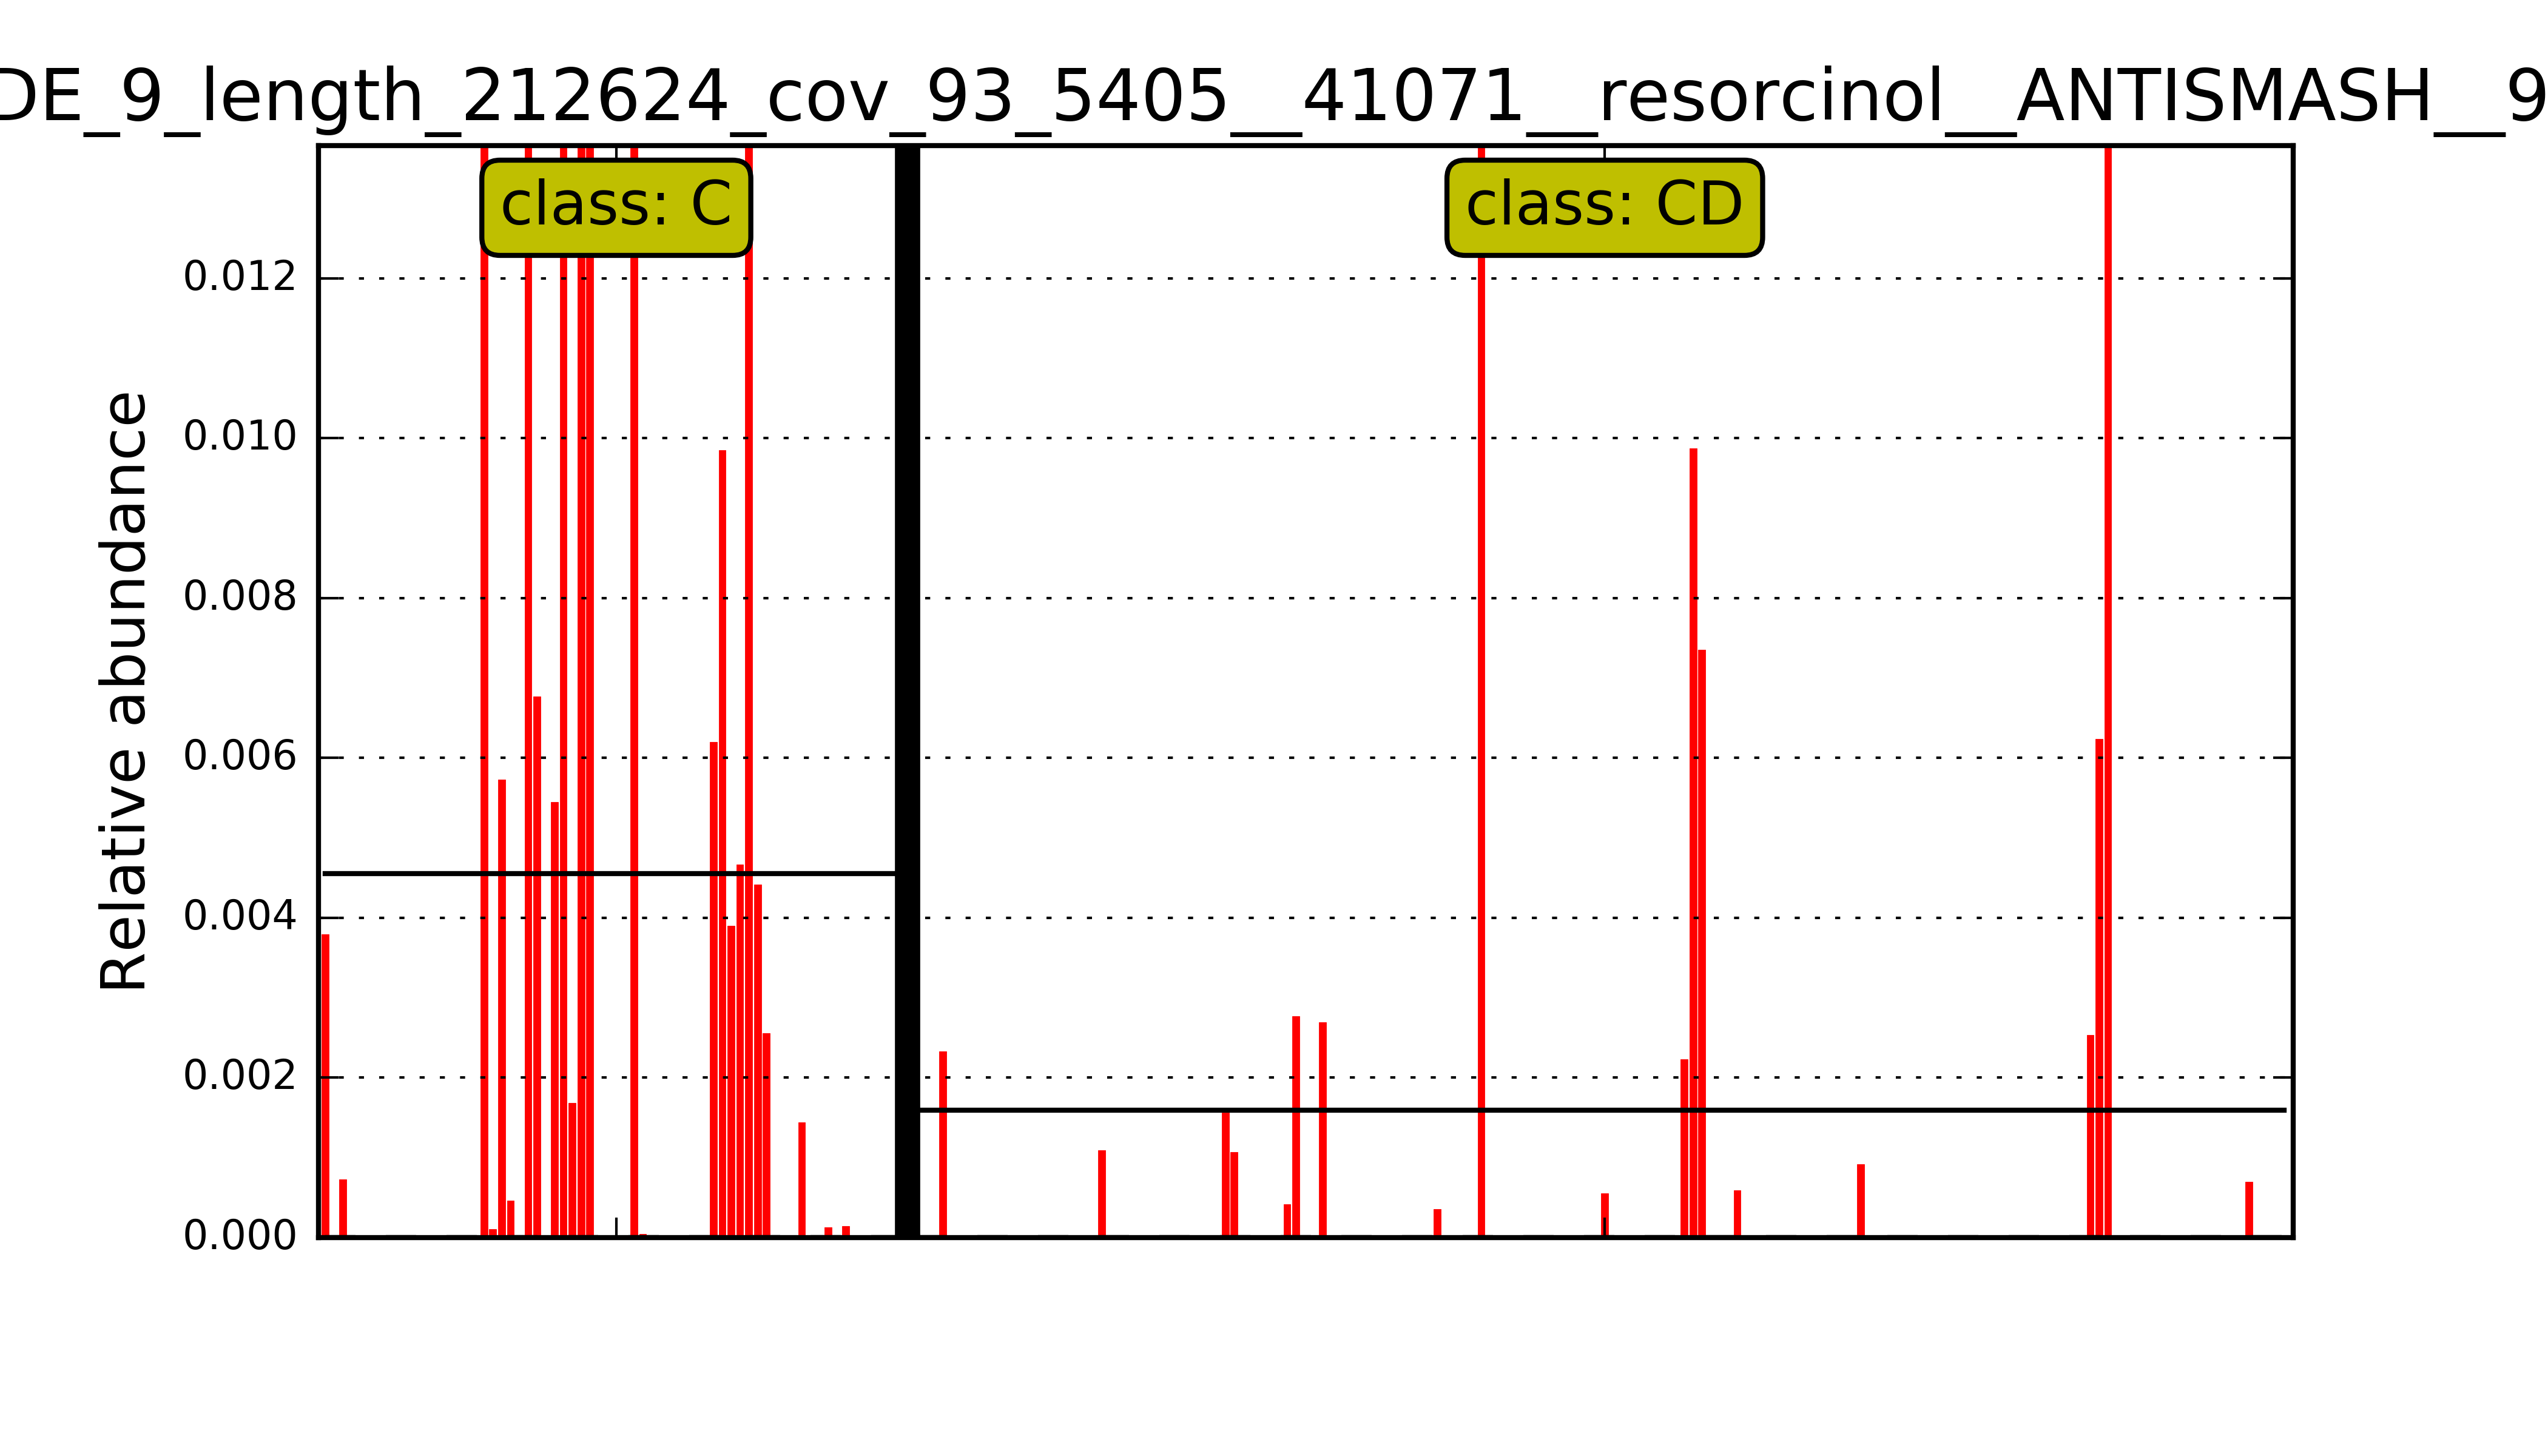 DE_9_length_212624_cov_93_5405__41071__resorcinol__ANTISMASH__9
class: C
class: CD
0.012
0.010
0.008
0.006
0.004
0.002
0.000
Relative abundance